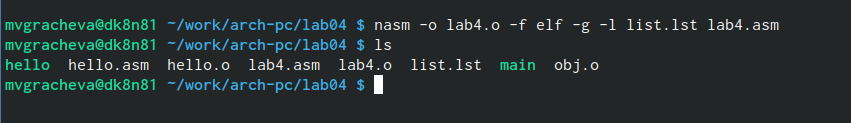 mvgracheva@dk8n81 ~/work/arch-pc/lab04 $ nasm -o lab4.o -f elf -g -l list.lst lab4.asm
mvgracheva@dk8n81 ~/work/arch-pc/lab04 $ ls
hello hello.asm hello.o lab4.asm lab4.o list.lst main obj.o
mvgracheva@dk8n81 ~/work/arch-pc/lab04 $